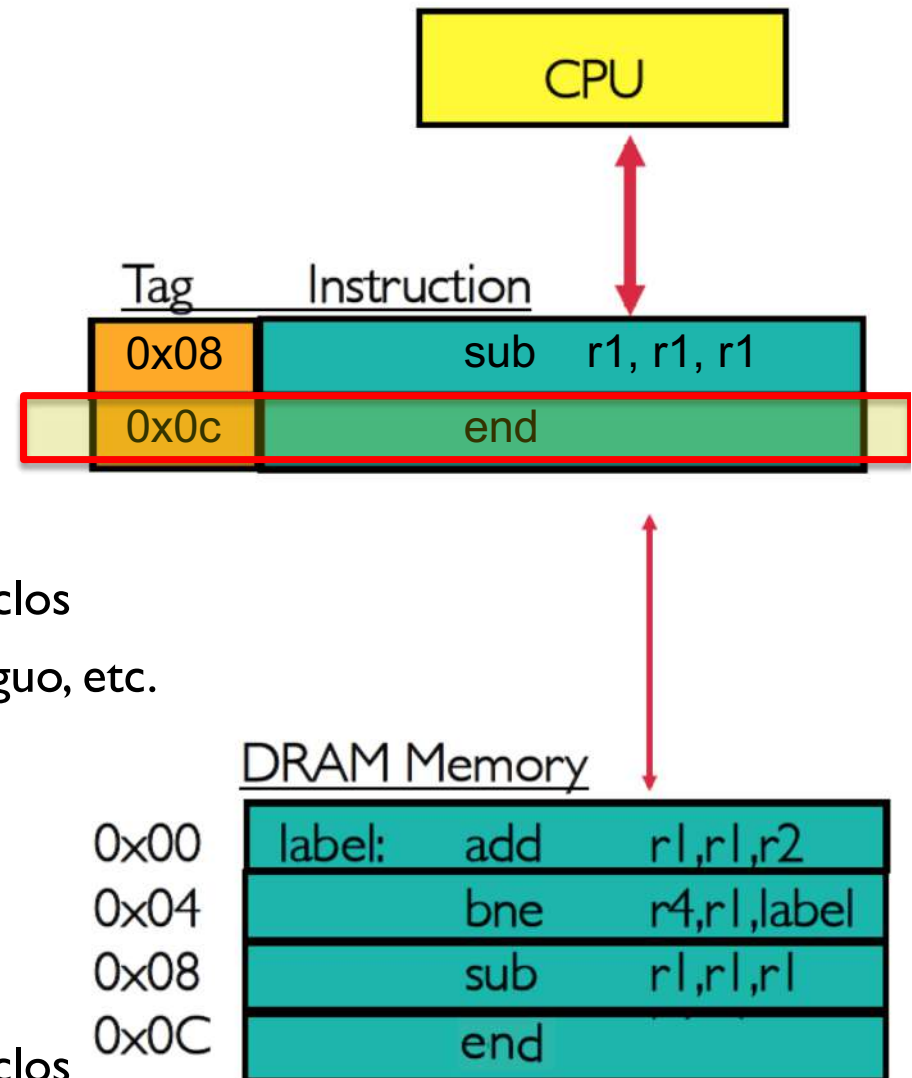 CPU
Tag Instruction
0x08 sub r1, r1, r1
0x0c end
clos
guo, etc.
DRAM Memory
0x00 label: add r1,r1,r2
0x04 bne r4,r1,label
0x08 sub r1,r1,r1
0x0C end
clos